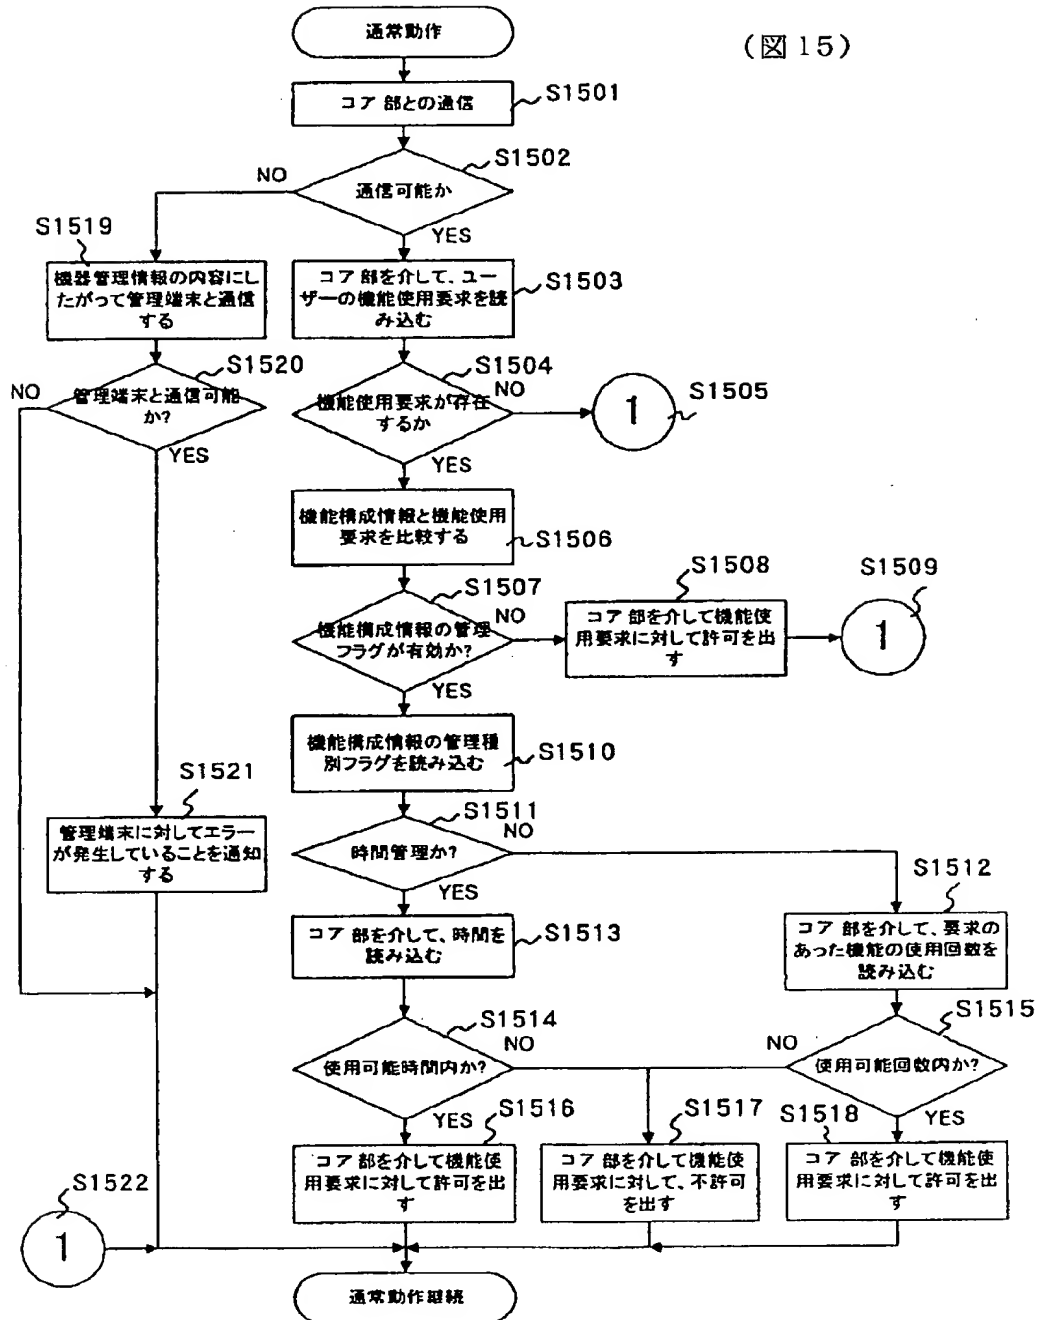 通常動作
(図15)
コア部との通信
S1501
S1502
NO
通信可能か
YES
S1519
機器管理情報の内容にし
たがって管理端末と通信
する
コア部を介して、ユー
ザーの機能使用要求を読
み込む
S1503
S1520
NO
管理端末と通信可能
か?
YES
S1504
NO
機能使用要求が存在
するか
YES
1
S1505
機能構成情報と機能使用
要求を比較する
S1506
S1507
NO
機能構成情報の管理
フラグが有効か?
YES
S1508
コア部を介して機能使
用要求に対して許可を出
す
S1509
1
機能構成情報の管理種
別フラグを読み込む
S1510
S1521
管理端末に対してエラー
が発生していることを通知
する
S1511
NO
時間管理か?
YES
S1512
コア部を介して、要求の
あった機能の使用回数を
読み込む
コア部を介して、時間を
読み込む
S1513
S1514
NO
使用可能時間内か?
YES
S1515
NO
使用可能回数内か?
YES
S1516
コア部を介して機能使
用要求に対して許可を出
す
S1517
コア部を介して機能使
用要求に対して、不許可
を出す
S1518
コア部を介して機能使
用要求に対して許可を出
す
S1522
1
通常動作継続